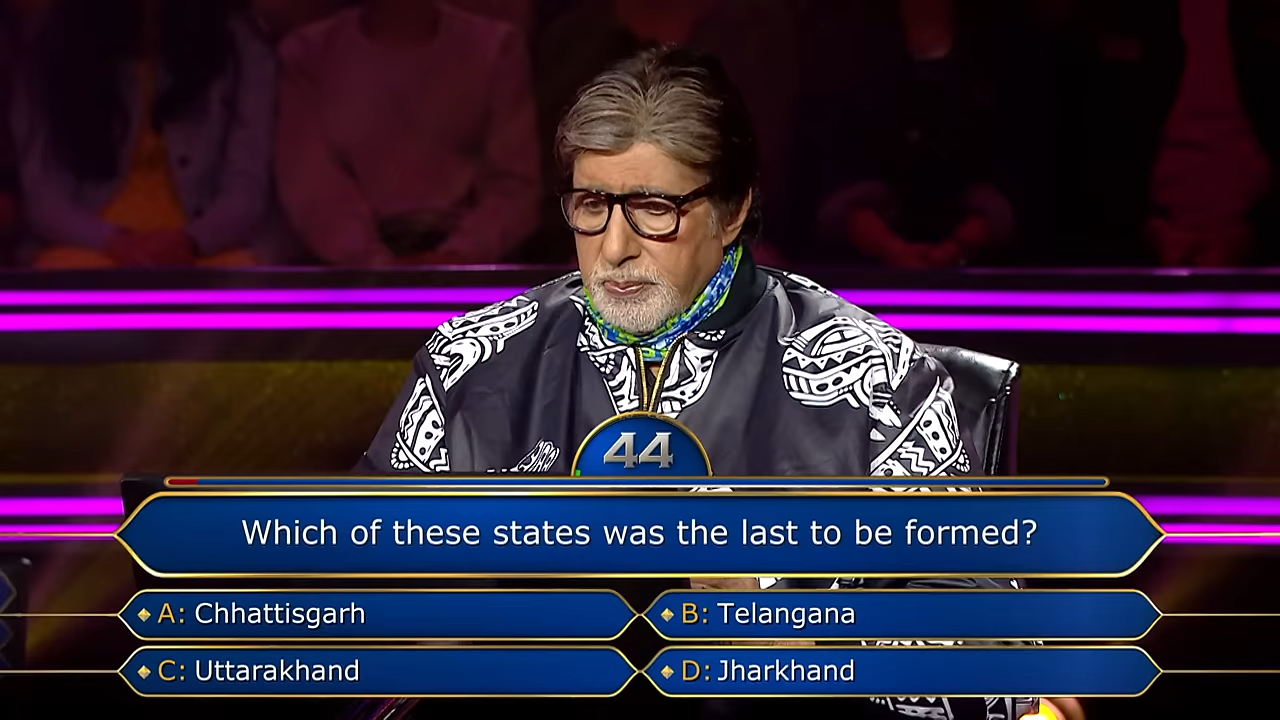 44
Which of these states was the last to be formed?
A: Chhattisgarh
B: Telangana
C: Uttarakhand
D: Jharkhand